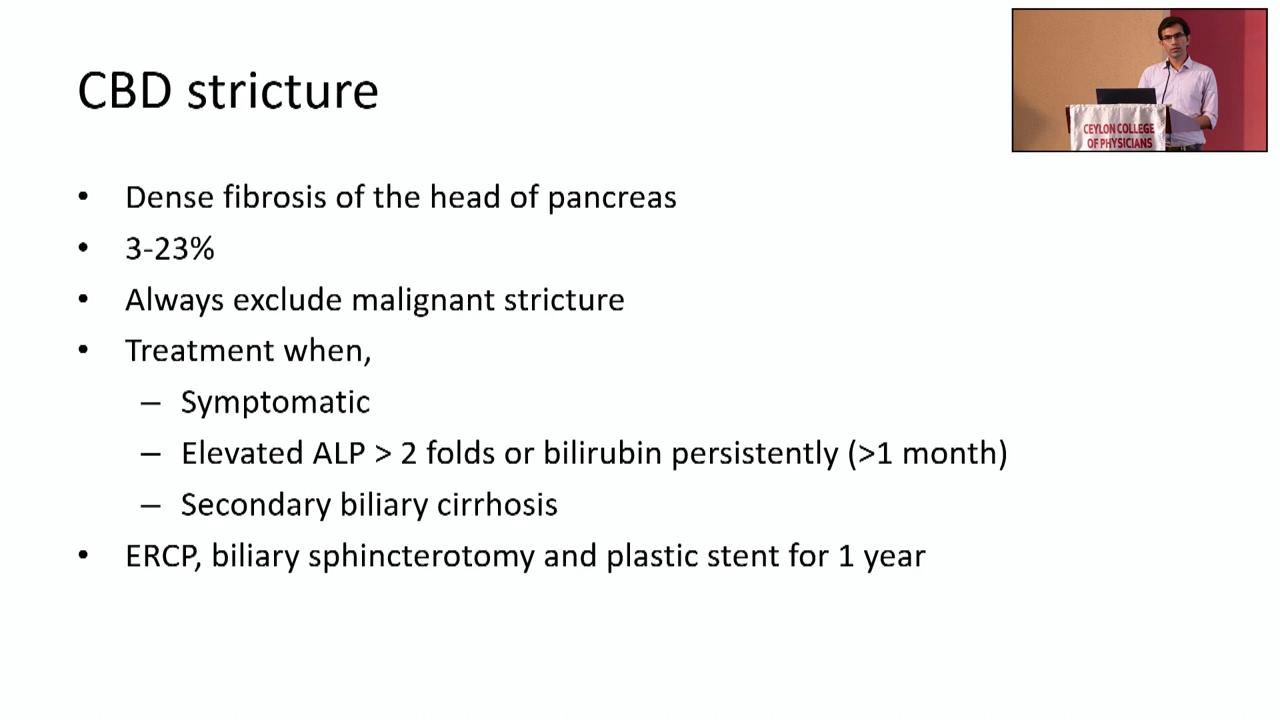 CBD stricture
CEYLON COLLEGE
OF PHYSICIANS
• Dense fibrosis of the head of pancreas
• 3-23%
• Always exclude malignant stricture
• Treatment when,
– Symptomatic
– Elevated ALP > 2 folds or bilirubin persistently (>1 month)
– Secondary biliary cirrhosis
• ERCP, biliary sphincterotomy and plastic stent for 1 year